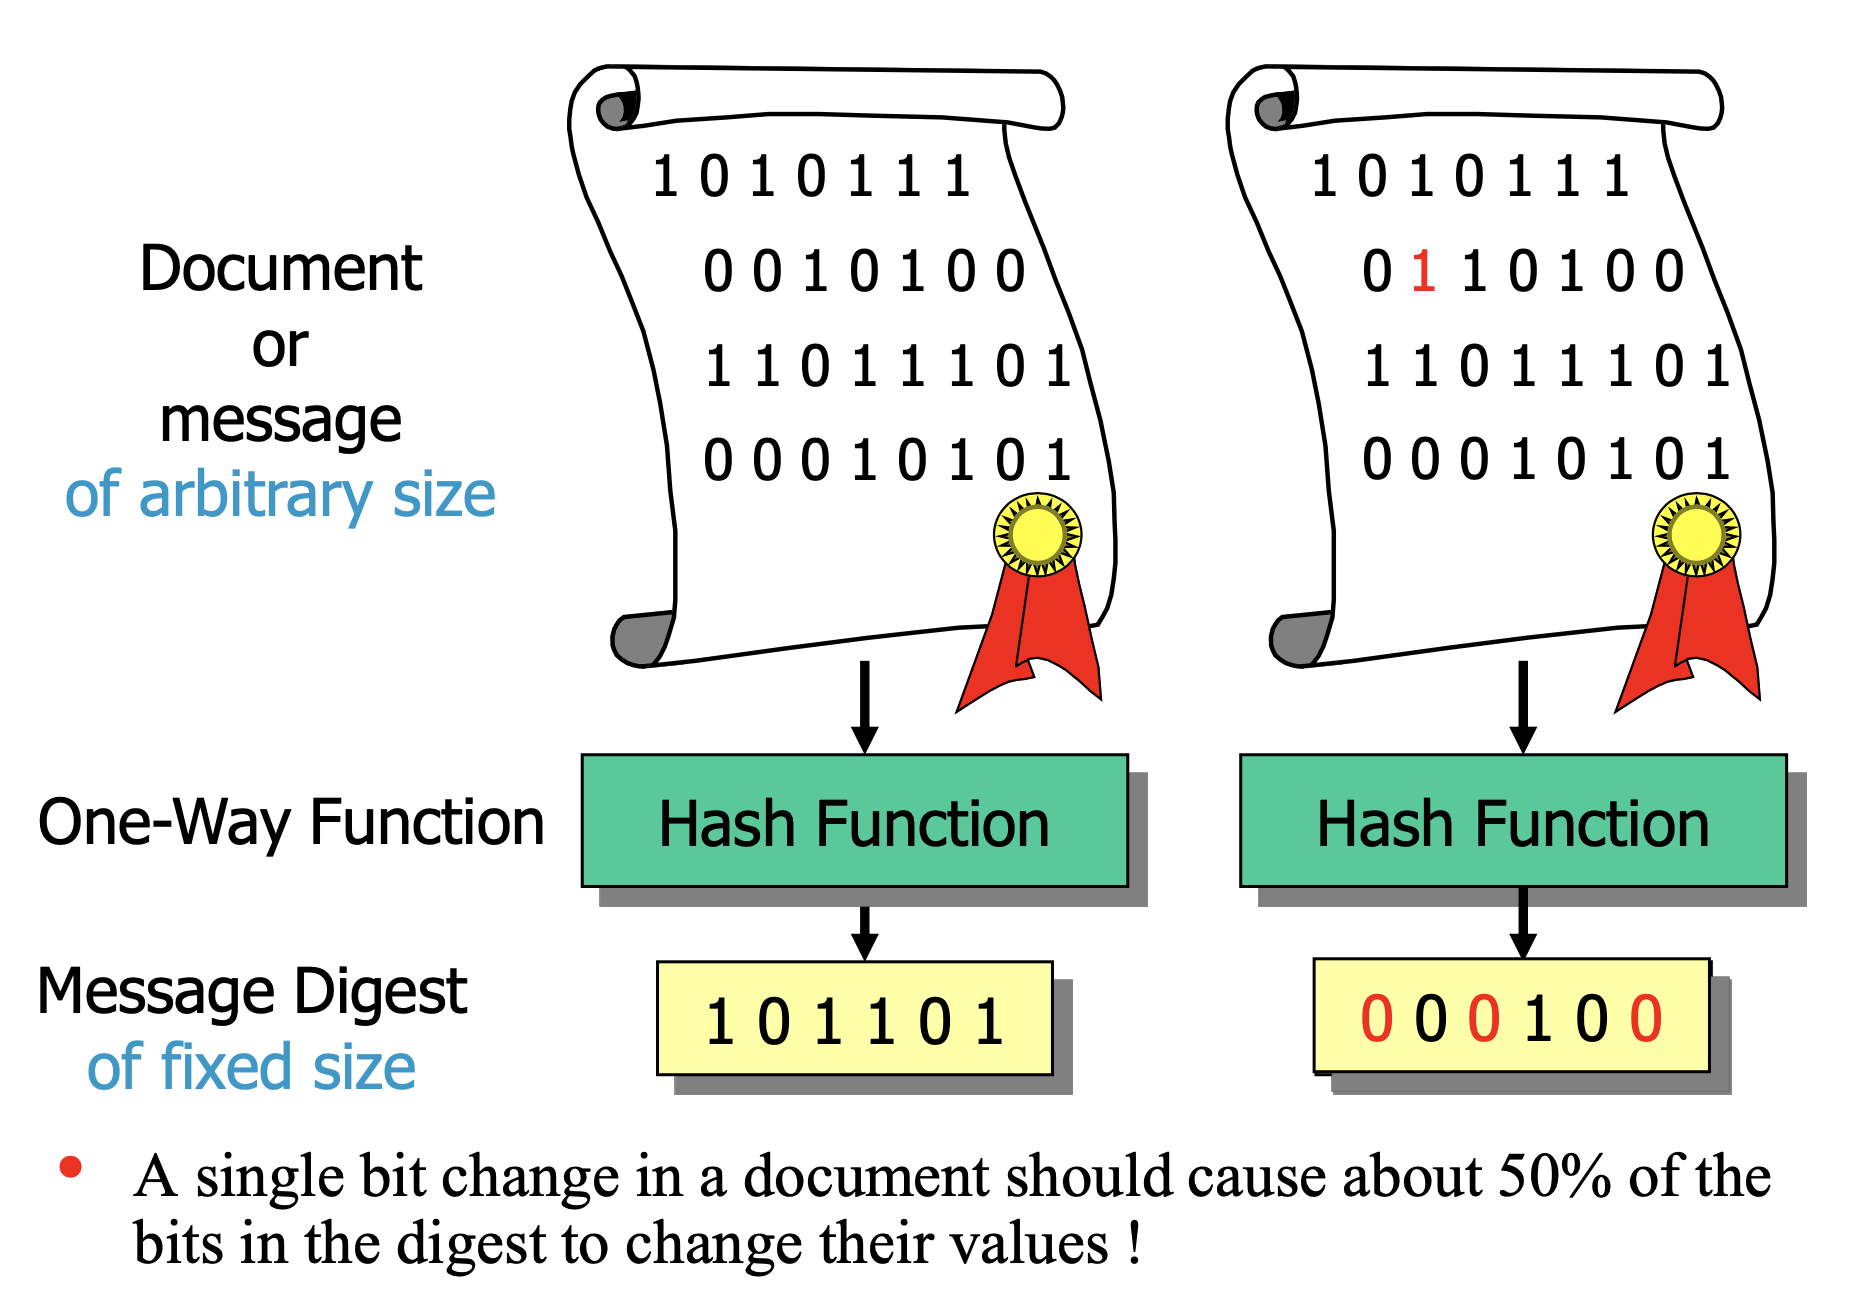 1 0 1 0 1 1 1
0 0 1 0 1 0 0
1 1 0 1 1 1 0 1
0 0 0 1 0 1 0 1
1 0 1 0 1 1 1
0 1 1 0 1 0 0
1 1 0 1 1 1 0 1
0 0 0 1 0 1 0 1
Document
or
message
of arbitrary size
One-Way Function
Hash Function
Hash Function
Message Digest
of fixed size
1 0 1 1 0 1
0 0 0 1 0 0
• A single bit change in a document should cause about 50% of the
bits in the digest to change their values !